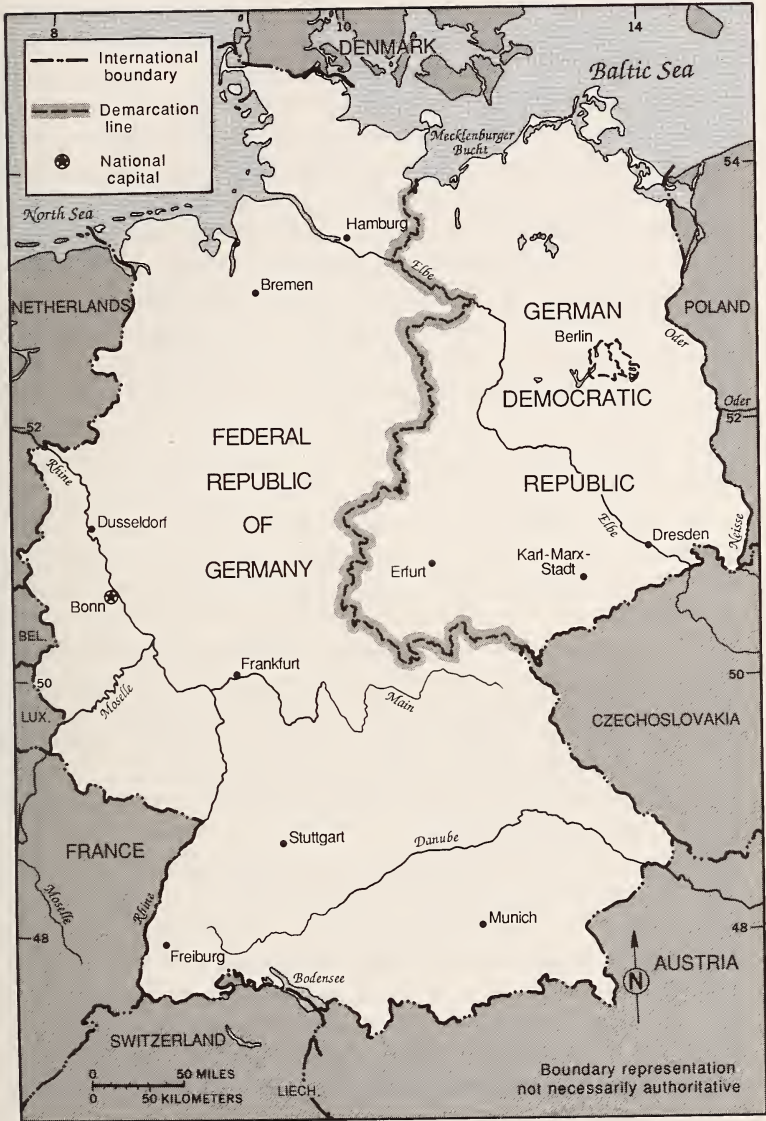 8
10
14
DENMARK
Baltic Sea
International
boundary
Demarcation
line
National
capital
Mecklenburger
Bucht
54
North Sea
Hamburg
Elbe
Bremen
NETHERLANDS
GERMAN
POLAND
Berlin
Oder
DEMOCRATIC
Oder
52
52
FEDERAL
REPUBLIC
OF
GERMANY
REPUBLIC
Rhine
Dusseldorf
Elbe
Dresden
Neisse
Karl-Marx-
Stadt
Erfurt
Bonn
BEL.
Frankfurt
50
50
Moselle
Main
LUX.
CZECHOSLOVAKIA
FRANCE
Stuttgart
Danube
Moselle
Rhine
Munich
48
48
Freiburg
AUSTRIA
Bodensee
N
SWITZERLAND
0 50 MILES
0 50 KILOMETERS
LIECH.
Boundary representation
not necessarily authoritative